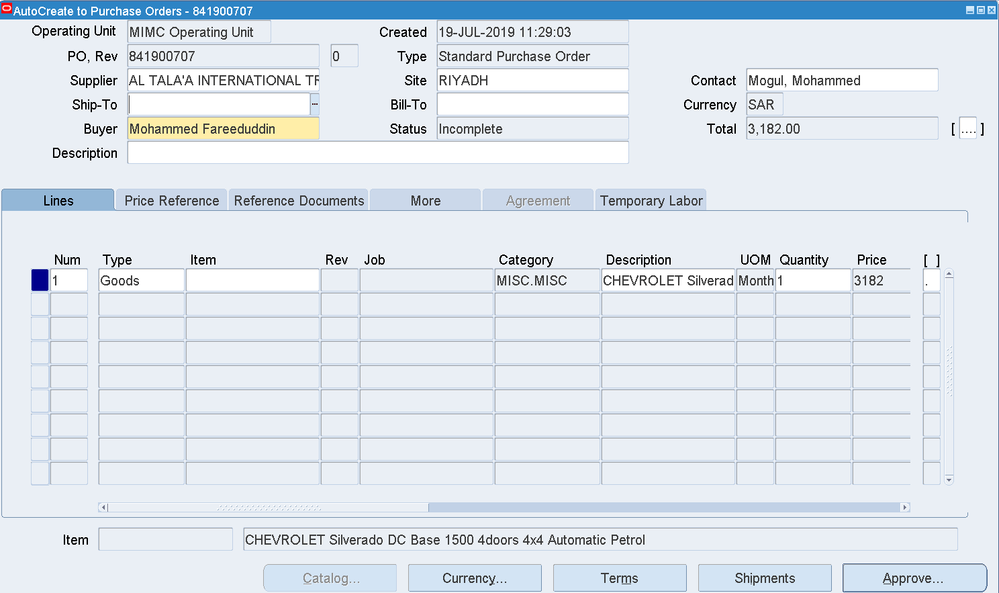 AutoCreate to Purchase Orders - 841900707
Operating Unit MIMC Operating Unit Created 19-JUL-2019 11:29:03
PO, Rev 841900707 0 Type Standard Purchase Order
Supplier AL TALA'A INTERNATIONAL TR Site RIYADH Contact Mogul, Mohammed
Ship-To ... Bill-To Currency SAR
Buyer Mohammed Fareeduddin Status Incomplete Total 3,182.00 [ .... ]
Description
Lines Price Reference Reference Documents More Agreement Temporary Labor
Num Type Item Rev Job Category Description UOM Quantity Price [ ]
1 Goods MISC.MISC CHEVROLET Silverad Month 1 3182 .
Item CHEVROLET Silverado DC Base 1500 4doors 4x4 Automatic Petrol
Catalog... Currency... Terms Shipments Approve...